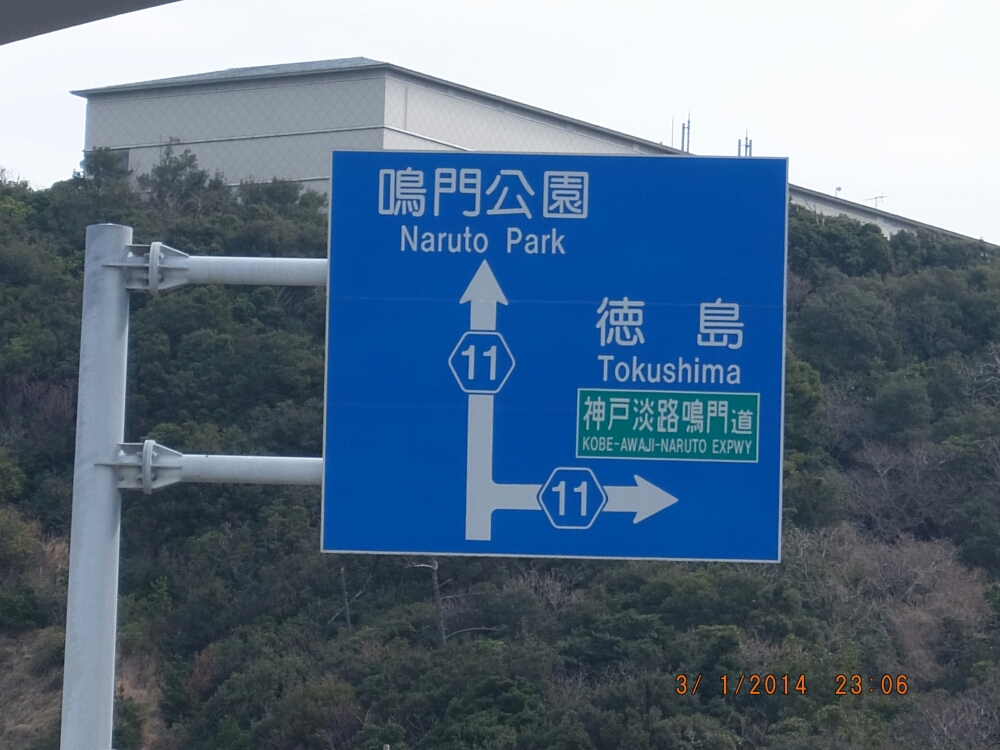 鳴門公園
Naruto Park
11
徳島
Tokushima
神戸淡路鳴門道
KOBE-AWAJI-NARUTO EXPWY
11
3/ 1/2014 23:06